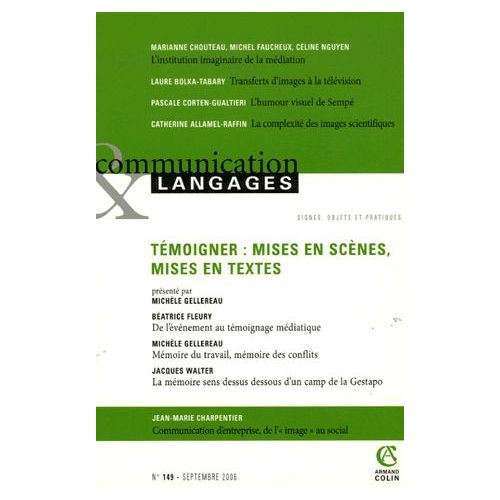 MARIANNE CHOUTEAU, MICHEL FAUCHEUX, CÉLINE NGUYEN
L'institution imaginaire de la médiation
LAURE BOLKA-TABARY Transferts d'images à la télévision
PASCALE CORTEN-GUALTIERI L'humour visuel de Sempé
CATHERINE ALLAMEL-RAFFIN La complexité des images scientifiques
communication
& LANGAGES
SIGNES, OBJETS ET PRATIQUES
TÉMOIGNER : MISES EN SCÈNES,
MISES EN TEXTES
présenté par
MICHÈLE GELLEREAU
BÉATRICE FLEURY
De l'événement au témoignage médiatique
MICHÈLE GELLEREAU
Mémoire du travail, mémoire des conflits
JACQUES WALTER
La mémoire sens dessus dessous d'un camp de la Gestapo
JEAN-MARIE CHARPENTIER
Communication d'entreprise, de l'« image » au social
N° 149 - SEPTEMBRE 2006
ARMAND
COLIN